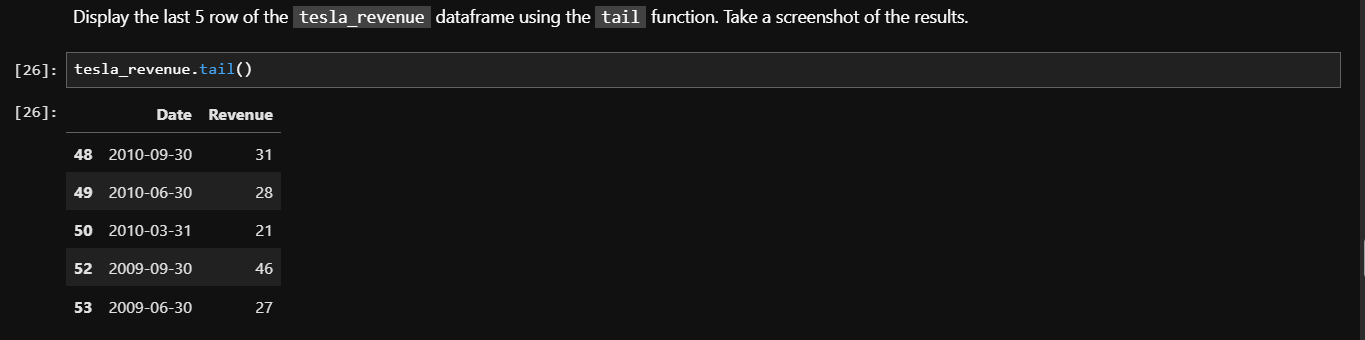 Display the last 5 row of the tesla_revenue dataframe using the tail function. Take a screenshot of the results.
[26]: tesla_revenue.tail()
[26]:
Date Revenue
48 2010-09-30 31
49 2010-06-30 28
50 2010-03-31 21
52 2009-09-30 46
53 2009-06-30 27